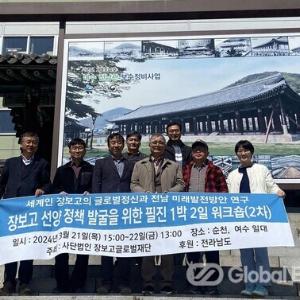 세계인 장보고의 글로벌정신과 전남 미래발전방안 연구
장보고 선양 정책 발굴을 위한 필진 1박 2일 워크숍(2차)
일시 : 2024년 3월 21일(목) 15:00~22(금) 13:00
장소 : 순천, 여수 일대
주최 : 사단법인 장보고글로벌재단
후원 : 전라남도
Global